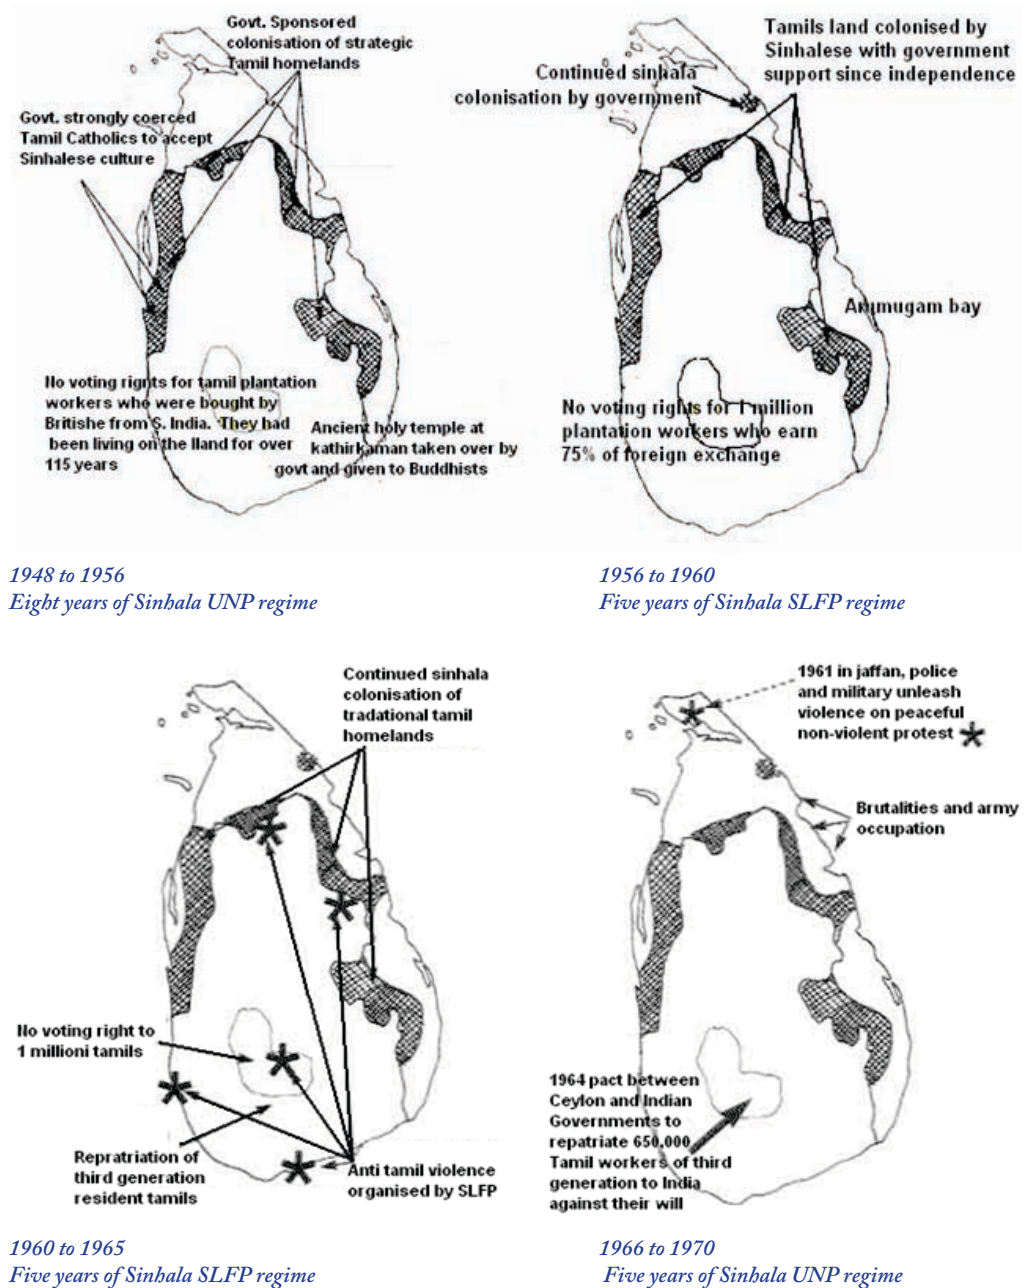 Govt. Sponsored
colonisation of strategic
Tamil homelands
Govt. strongly coerced
Tamil Catholics to accept
Sinhalese culture
No voting rights for tamil plantation
workers who were bought by
Britishe from S. India. They had
been living on the Iland for over
115 years
Ancient holy temple at
kathirkaman taken over by
govt and given to Buddhists
1948 to 1956
Eight years of Sinhala UNP regime
Tamils land colonised by
Sinhalese with government
support since independence
Continued sinhala
colonisation by government
Arumugam bay
No voting rights for 1 million
plantation workers who earn
75% of foreign exchange
1956 to 1960
Five years of Sinhala SLFP regime
Continued sinhala
colonisation of
tradational tamil
homelands
No voting right to
1 millioni tamils
Repratriation of
third generation
resident tamils
Anti tamil violence
organised by SLFP
1960 to 1965
Five years of Sinhala SLFP regime
1961 in jaffan, police
and military unleash
violence on peaceful
non-violent protest
Brutalities and army
occupation
1964 pact between
Ceylon and Indian
Governments to
repatriate 650,000
Tamil workers of third
generation to India
against their will
1966 to 1970
Five years of Sinhala UNP regime